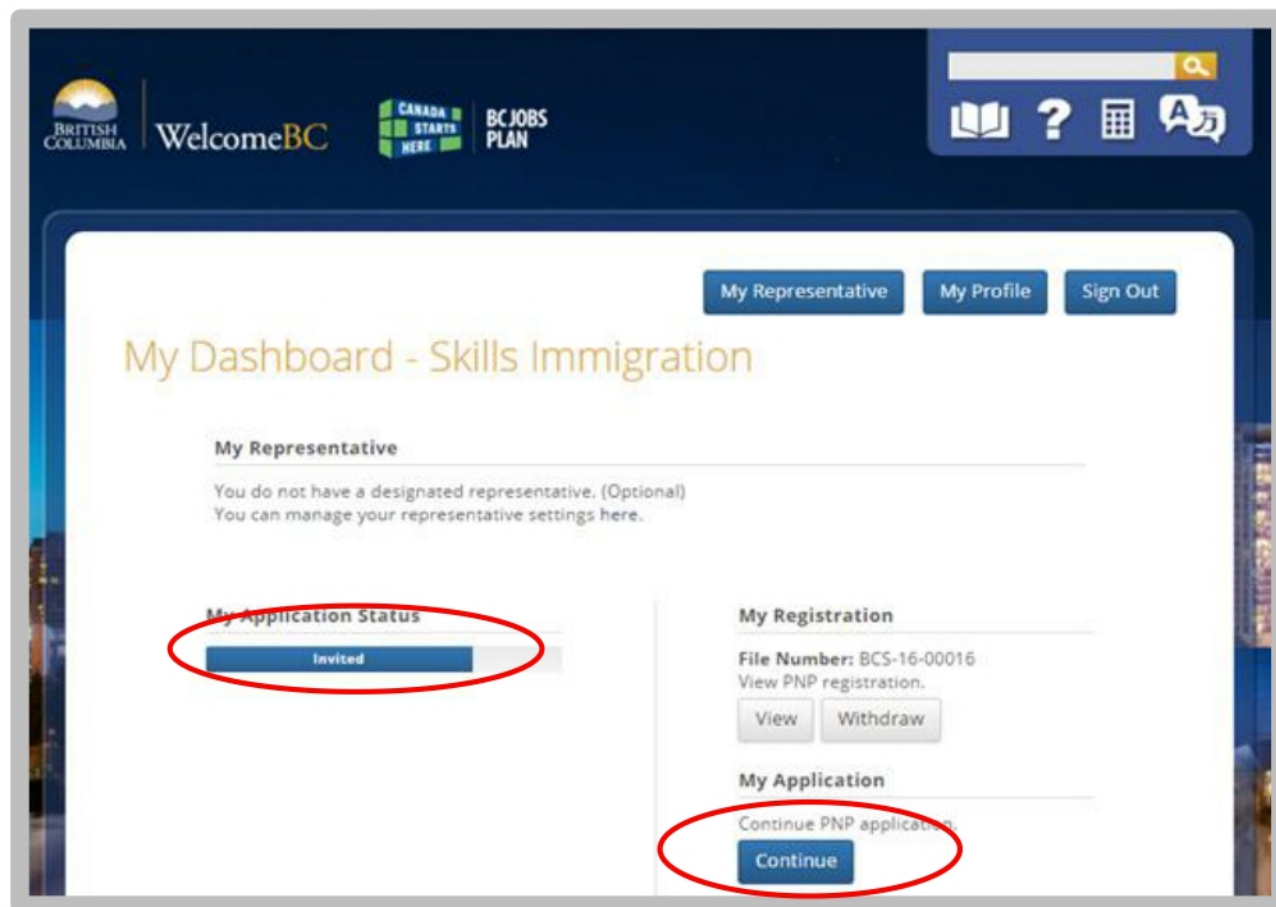 BRITISH
COLUMBIA
WelcomeBC
CANADA
STARTS
HERE
BC JOBS
PLAN
?
A万
My Representative My Profile Sign Out
My Dashboard - Skills Immigration
My Representative
You do not have a designated representative. (Optional)
You can manage your representative settings here.
My Application Status
Invited
My Registration
File Number: BCS-16-00016
View PNP registration.
View Withdraw
My Application
Continue PNP application.
Continue